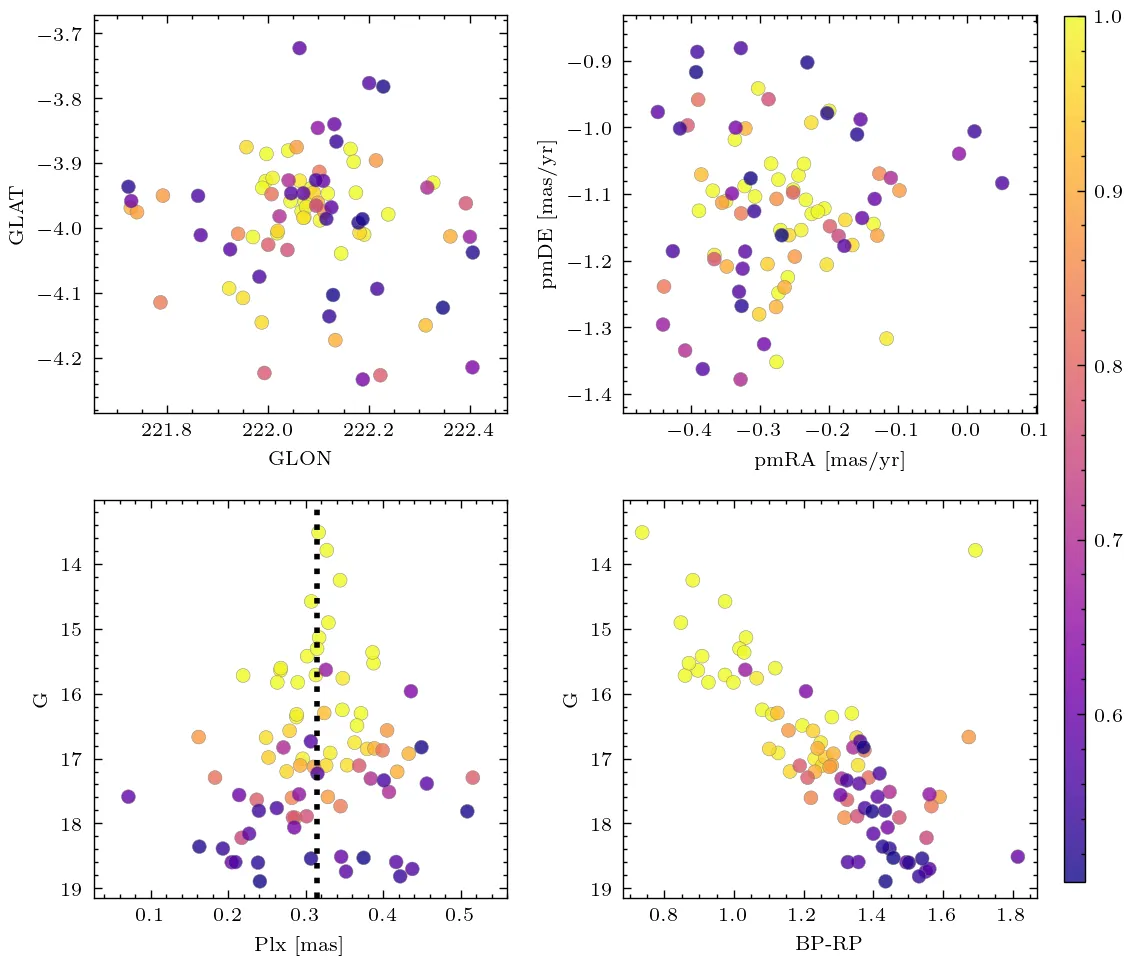 −3.7
−3.8
−3.9
−4.0
−4.1
−4.2
GLAT
221.8 222.0 222.2 222.4
GLON
−0.9
−1.0
−1.1
−1.2
−1.3
−1.4
pmDE [mas/yr]
−0.4 −0.3 −0.2 −0.1 0.0 0.1
pmRA [mas/yr]
14
15
16
17
18
19
G
0.1 0.2 0.3 0.4 0.5
Plx [mas]
14
15
16
17
18
19
G
0.8 1.0 1.2 1.4 1.6 1.8
BP-RP
1.0
0.9
0.8
0.7
0.6